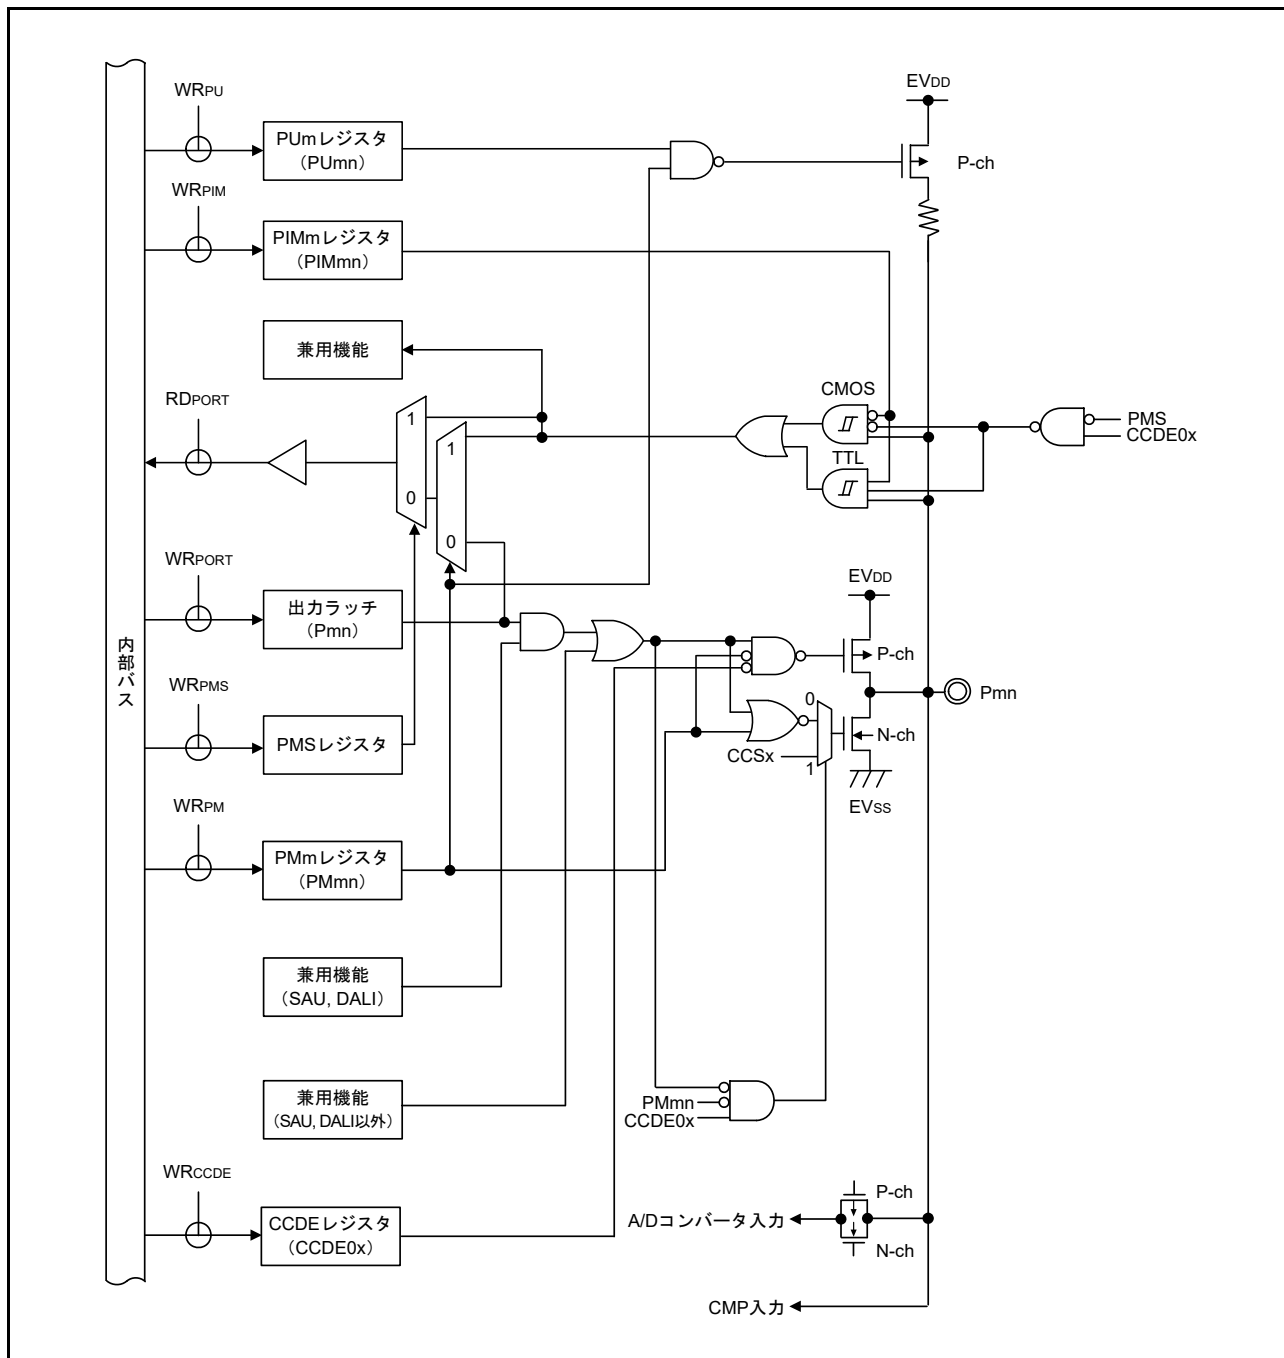 WRPU
EVDD
PUmレジスタ
(PUmn)
P-ch
WRPIM
PIMmレジスタ
(PIMmn)
兼用機能
CMOS
RDPORT
1
PMS
CCDE0x
1
TTL
0
0
WRPORT
EVDD
出力ラッチ
(Pmn)
P-ch
内部バス
WRPMS
0
Pmn
PMSレジスタ
N-ch
CCSx
1
WRPM
EVSS
PMmレジスタ
(PMmn)
兼用機能
(SAU, DALI)
兼用機能
(SAU, DALI以外)
PMmn
CCDE0x
WRCCDE
P-ch
CCDEレジスタ
(CCDE0x)
A/Dコンバータ入力
N-ch
CMP入力